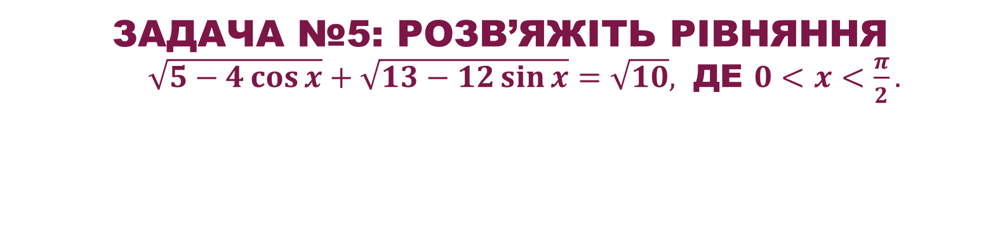 ЗАДАЧА №5: РОЗВ’ЯЖІТЬ РІВНЯННЯ
√(5 − 4 cos x) + √(13 − 12 sin x) = √10, ДЕ 0 < x < π/2.